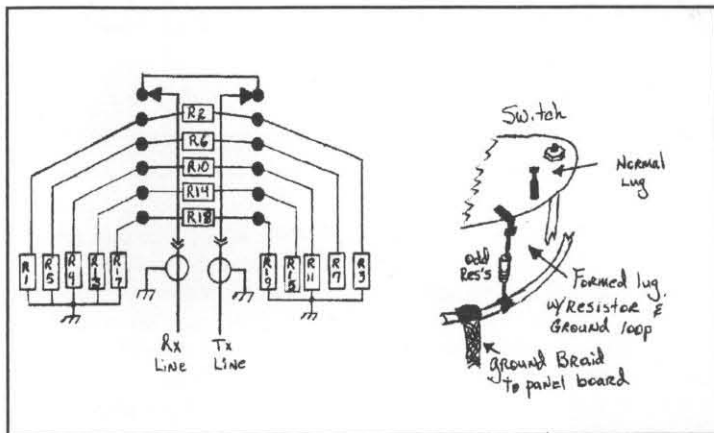 R2
R6
R10
R14
R18
R1
R5
R13
R17
R19
R15
R11
R7
R3
Rx
Line
Tx
Line
Switch
Normal
Lug
odd
Res's
Formed lug
w/Resistor &
Ground loop
ground Braid
to panel board